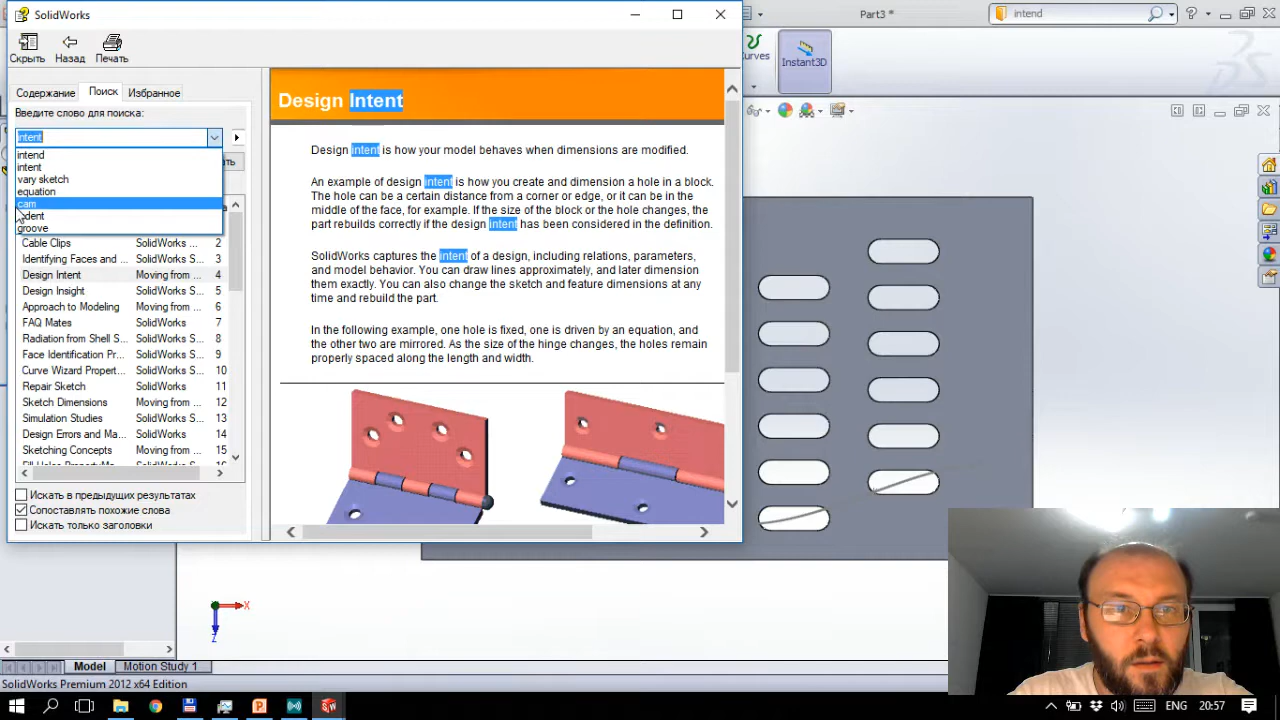 SolidWorks
Part3 *
intend
Скрыть
Назад
Печать
Curves
Instant3D
Содержание
Поиск
Избранное
Введите слово для поиска:
intent
intend
intent
vary sketch
equation
cam
indent
groove
Cable Clips SolidWorks ... 2
Identifying Faces and ... SolidWorks ... 3
Design Intent Moving from ... 4
Design Insight SolidWorks S... 5
Approach to Modeling Moving from ... 6
FAQ Mates SolidWorks 7
Radiation from Shell S... SolidWorks S... 8
Face Identification Pr... SolidWorks S... 9
Curve Wizard Propert... SolidWorks S... 10
Repair Sketch SolidWorks S... 11
Sketch Dimensions SolidWorks S... 12
Simulation Studies SolidWorks S... 13
Design Errors and Ma... SolidWorks S... 14
Sketching Concepts Moving from ... 15
Искать в предыдущих результатах
Сопоставлять похожие слова
Искать только заголовки
Design Intent
Design intent is how your model behaves when dimensions are modified.
An example of design intent is how you create and dimension a hole in a block.
The hole can be a certain distance from a corner or edge, or it can be in the
middle of the face, for example. If the size of the block or the hole changes, the
part rebuilds correctly if the design intent has been considered in the definition.
SolidWorks captures the intent of a design, including relations, parameters,
and model behavior. You can draw lines approximately, and later dimension
them exactly. You can also change the sketch and feature dimensions at any
time and rebuild the part.
In the following example, one hole is fixed, one is driven by an equation, and
the other two are mirrored. As the size of the hinge changes, the holes remain
properly spaced along the length and width.
X
Z
Model
Motion Study 1
SolidWorks Premium 2012 x64 Edition
ENG
20:57